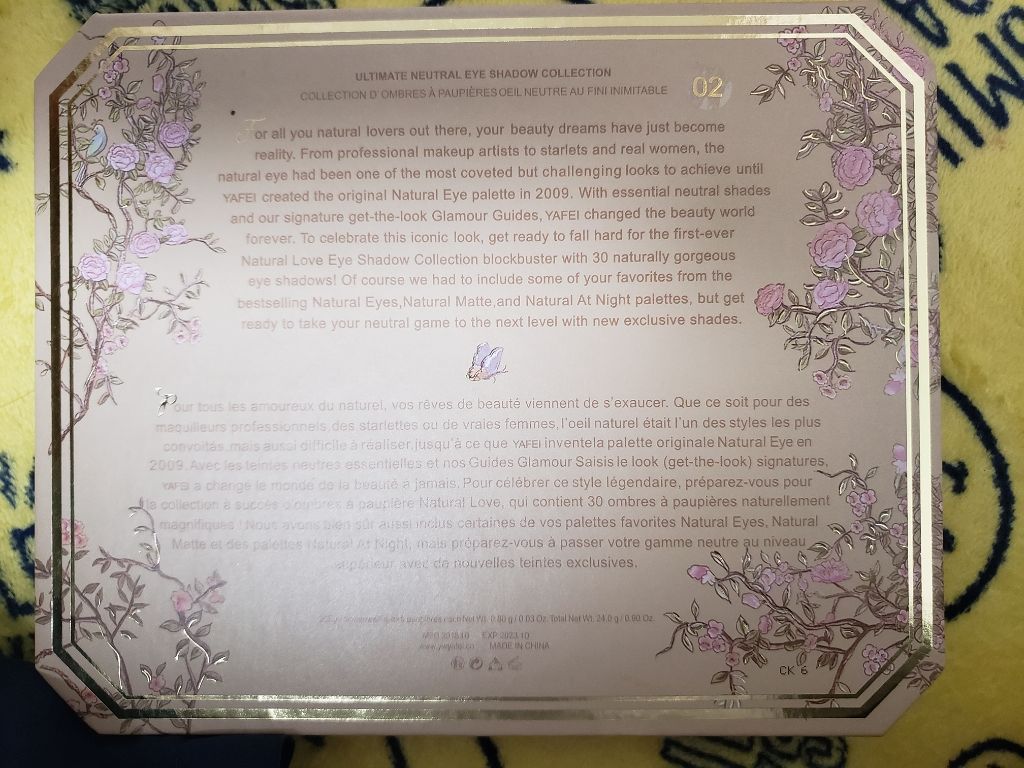 ULTIMATE NEUTRAL EYE SHADOW COLLECTION
COLLECTION D'OMBRES À PAUPIÈRES OEIL NEUTRE AU FINI INIMITABLE
02
For all you natural lovers out there, your beauty dreams have just become
reality. From professional makeup artists to starlets and real women, the
natural eye had been one of the most coveted but challenging looks to achieve until
YAFEI created the original Natural Eye palette in 2009. With essential neutral shades
and our signature get-the-look Glamour Guides, YAFEI changed the beauty world
forever. To celebrate this iconic look, get ready to fall hard for the first-ever
Natural Love Eye Shadow Collection blockbuster with 30 naturally gorgeous
eye shadows! Of course we had to include some of your favorites from the
bestselling Natural Eyes,Natural Matte,and Natural At Night palettes, but get
ready to take your neutral game to the next level with new exclusive shades.
Pour tous les amoureux du naturel, vos rêves de beauté viennent de s'exaucer. Que ce soit pour des
maquilleurs professionnels,des starlettes ou de vraies femmes,l'oeil naturel était l'un des styles les plus
convoités,mais aussi difficile à réaliser,jusqu'à ce que YAFEI inventela palette originale Natural Eye en
2009.Avec les teintes neutres essentielles et nos Guides Glamour Saisis le look (get-the-look) signatures,
YAFEI a changé le monde de la beauté à jamais. Pour célébrer ce style légendaire, préparez-vous pour
la collection à succès d'ombres à paupière Natural Love, qui contient 30 ombres à paupières naturellement
magnifiques ! Nous avons bien sûr aussi inclus certaines de vos palettes favorites Natural Eyes, Natural
Matte et des palettes Natural At Night, mais préparez-vous à passer votre gamme neutre au niveau
supérieur avec de nouvelles teintes exclusives.
paupières each Net Wt. 0.80 g / 0.03 Oz. Total Net Wt. 24.0 g / 0.90 Oz.
EXP:2023.10
MADE IN CHINA
CK 6